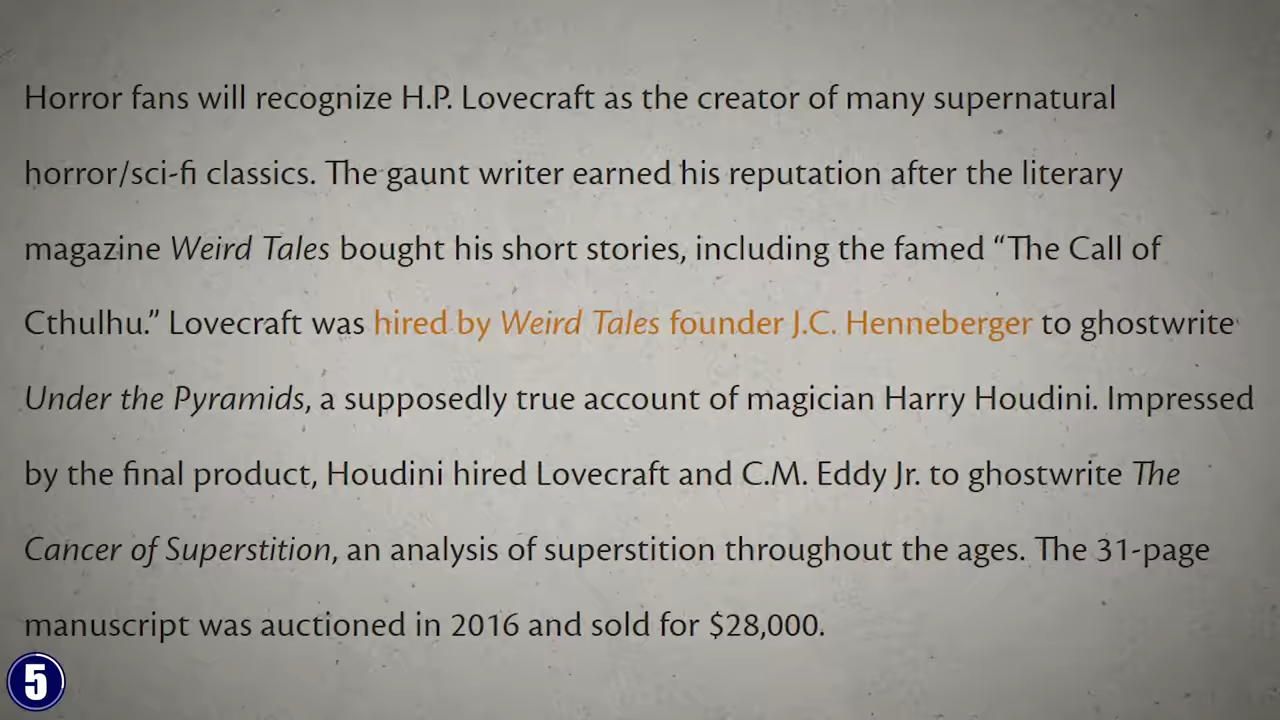 Horror fans will recognize H.P. Lovecraft as the creator of many supernatural
horror/sci-fi classics. The gaunt writer earned his reputation after the literary
magazine Weird Tales bought his short stories, including the famed “The Call of
Cthulhu.” Lovecraft was hired by Weird Tales founder J.C. Henneberger to ghostwrite
Under the Pyramids, a supposedly true account of magician Harry Houdini. Impressed
by the final product, Houdini hired Lovecraft and C.M. Eddy Jr. to ghostwrite The
Cancer of Superstition, an analysis of superstition throughout the ages. The 31-page
manuscript was auctioned in 2016 and sold for $28,000.
5